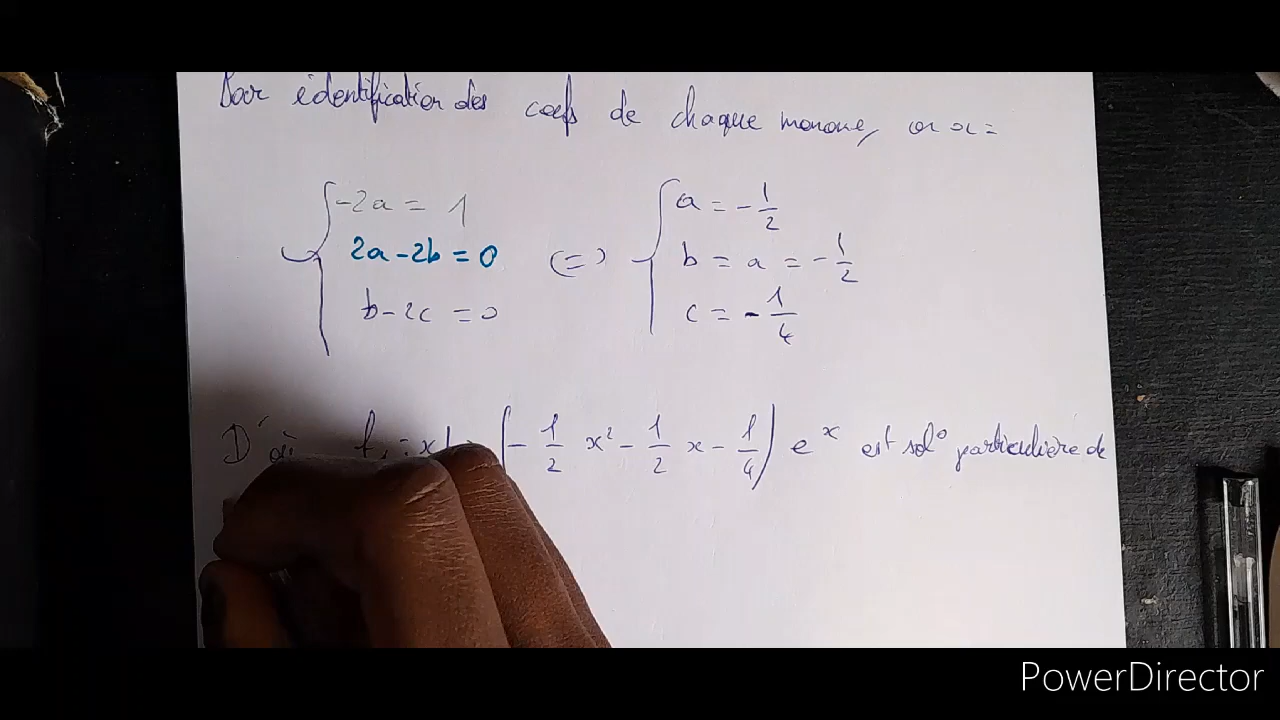 Par identification des coefs de chaque monome, on a =
{ -2a = 1
2a - 2b = 0
b - 2c = 0
(=)
{ a = -1/2
b = a = -1/2
c = -1/4
D'où f₁ : x (-1/2 x² - 1/2 x - 1/4) e^x est sol° particulière de
PowerDirector